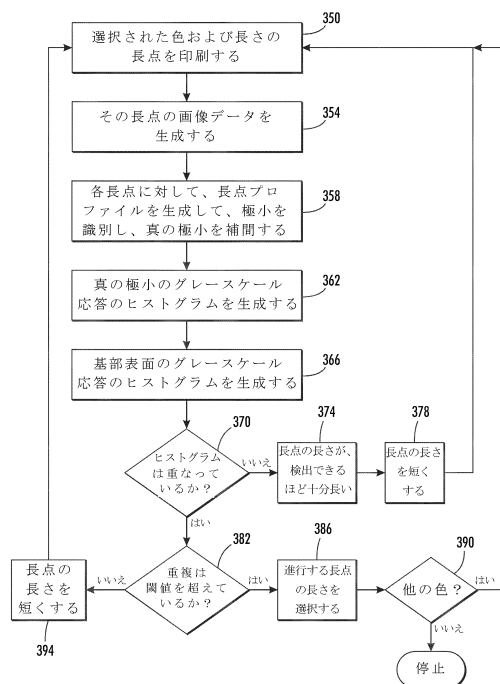 350
選択された色および長さの
長点を印刷する
その長点の画像データを
生成する
354
各長点に対して、長点プロ
ファイルを生成して、極小を
識別し、真の極小を補間する
358
真の極小のグレースケール
応答のヒストグラムを生成する
362
基部表面のグレースケール
応答のヒストグラムを生成する
366
370
ヒストグラム
は重なって
いるか？
いいえ
はい
374
長点の長さが、
検出できる
ほど十分長い
378
長点の長さ
を短く
する
382
重複は
閾値を超えて
いるか？
いいえ
はい
長点の
長さを
短くする
394
386
進行する長点
の長さを
選択する
390
他の色？
はい
いいえ
停止